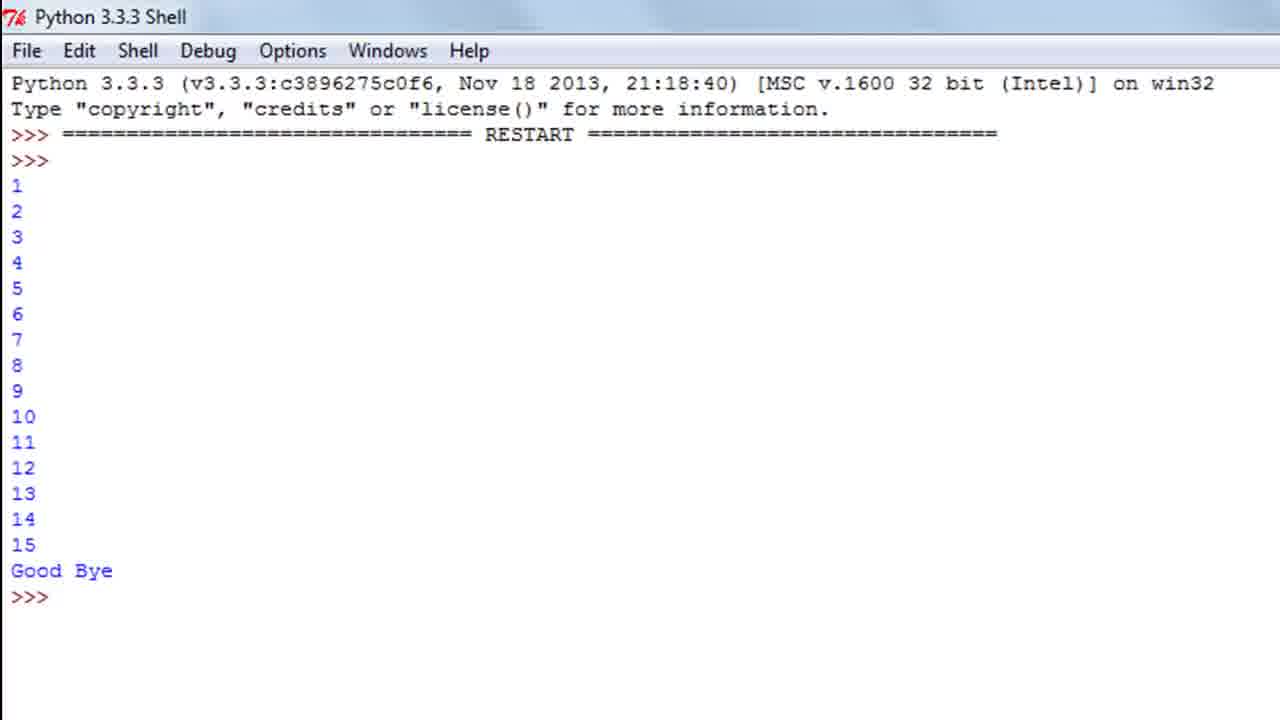 Python 3.3.3 Shell
File Edit Shell Debug Options Windows Help
Python 3.3.3 (v3.3.3:c3896275c0f6, Nov 18 2013, 21:18:40) [MSC v.1600 32 bit (Intel)] on win32
Type "copyright", "credits" or "license()" for more information.
>>> ================================ RESTART ================================
>>>
1
2
3
4
5
6
7
8
9
10
11
12
13
14
15
Good Bye
>>>